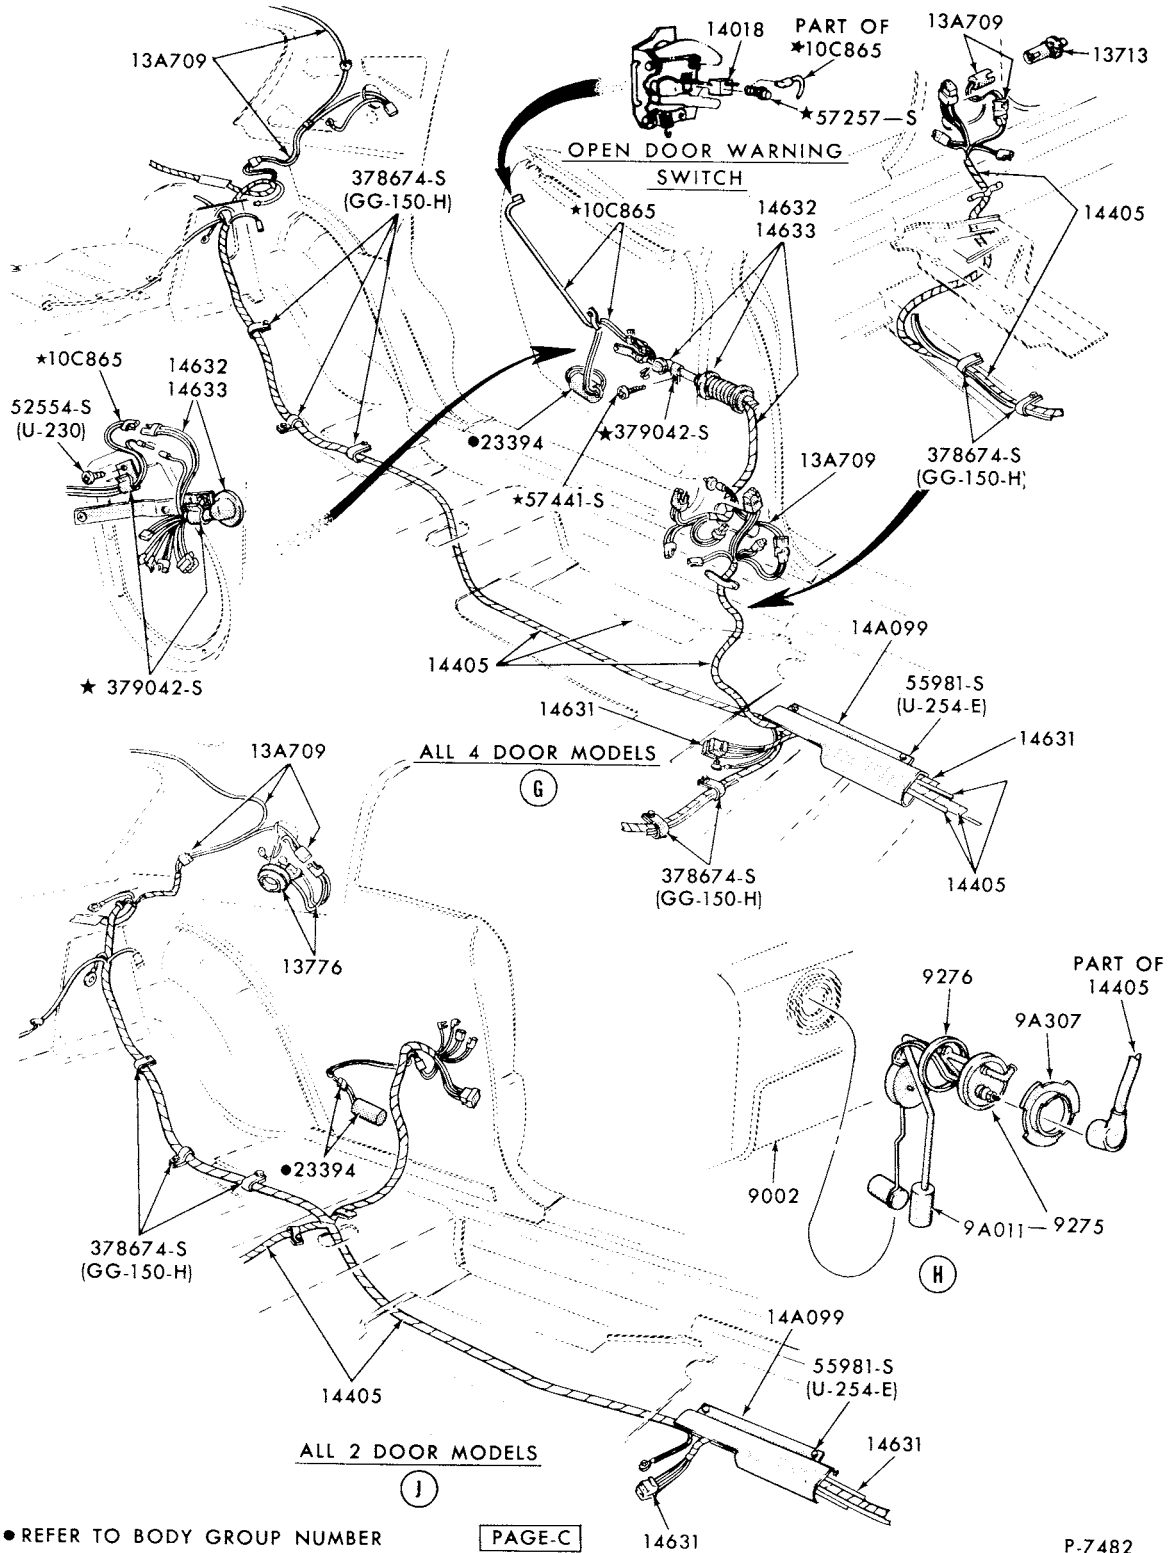 14018
PART OF
★10C865
13A709
13713
13A709
★57257—S
OPEN DOOR WARNING
SWITCH
378674-S
(GG-150-H)
★10C865
14632
14633
14405
★10C865
14632
14633
52554-S
(U-230)
●23394
★379042-S
378674-S
(GG-150-H)
13A709
★57441-S
★ 379042-S
14405
14A099
55981-S
(U-254-E)
14631
14631
ALL 4 DOOR MODELS
G
13A709
378674-S
(GG-150-H)
14405
13776
9276
PART OF
14405
9A307
●23394
9002
9A011
9275
H
378674-S
(GG-150-H)
14405
14A099
55981-S
(U-254-E)
14631
ALL 2 DOOR MODELS
J
14631
● REFER TO BODY GROUP NUMBER
PAGE-C
P-7482